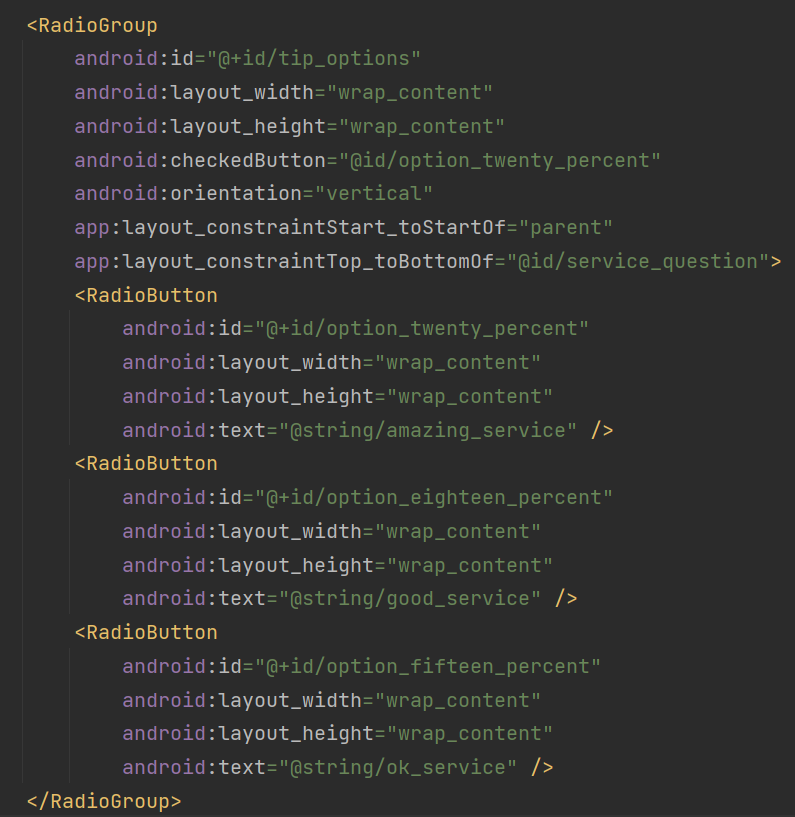 <RadioGroup
    android:id="@+id/tip_options"
    android:layout_width="wrap_content"
    android:layout_height="wrap_content"
    android:checkedButton="@id/option_twenty_percent"
    android:orientation="vertical"
    app:layout_constraintStart_toStartOf="parent"
    app:layout_constraintTop_toBottomOf="@id/service_question">
    <RadioButton
        android:id="@+id/option_twenty_percent"
        android:layout_width="wrap_content"
        android:layout_height="wrap_content"
        android:text="@string/amazing_service" />
    <RadioButton
        android:id="@+id/option_eighteen_percent"
        android:layout_width="wrap_content"
        android:layout_height="wrap_content"
        android:text="@string/good_service" />
    <RadioButton
        android:id="@+id/option_fifteen_percent"
        android:layout_width="wrap_content"
        android:layout_height="wrap_content"
        android:text="@string/ok_service" />
</RadioGroup>